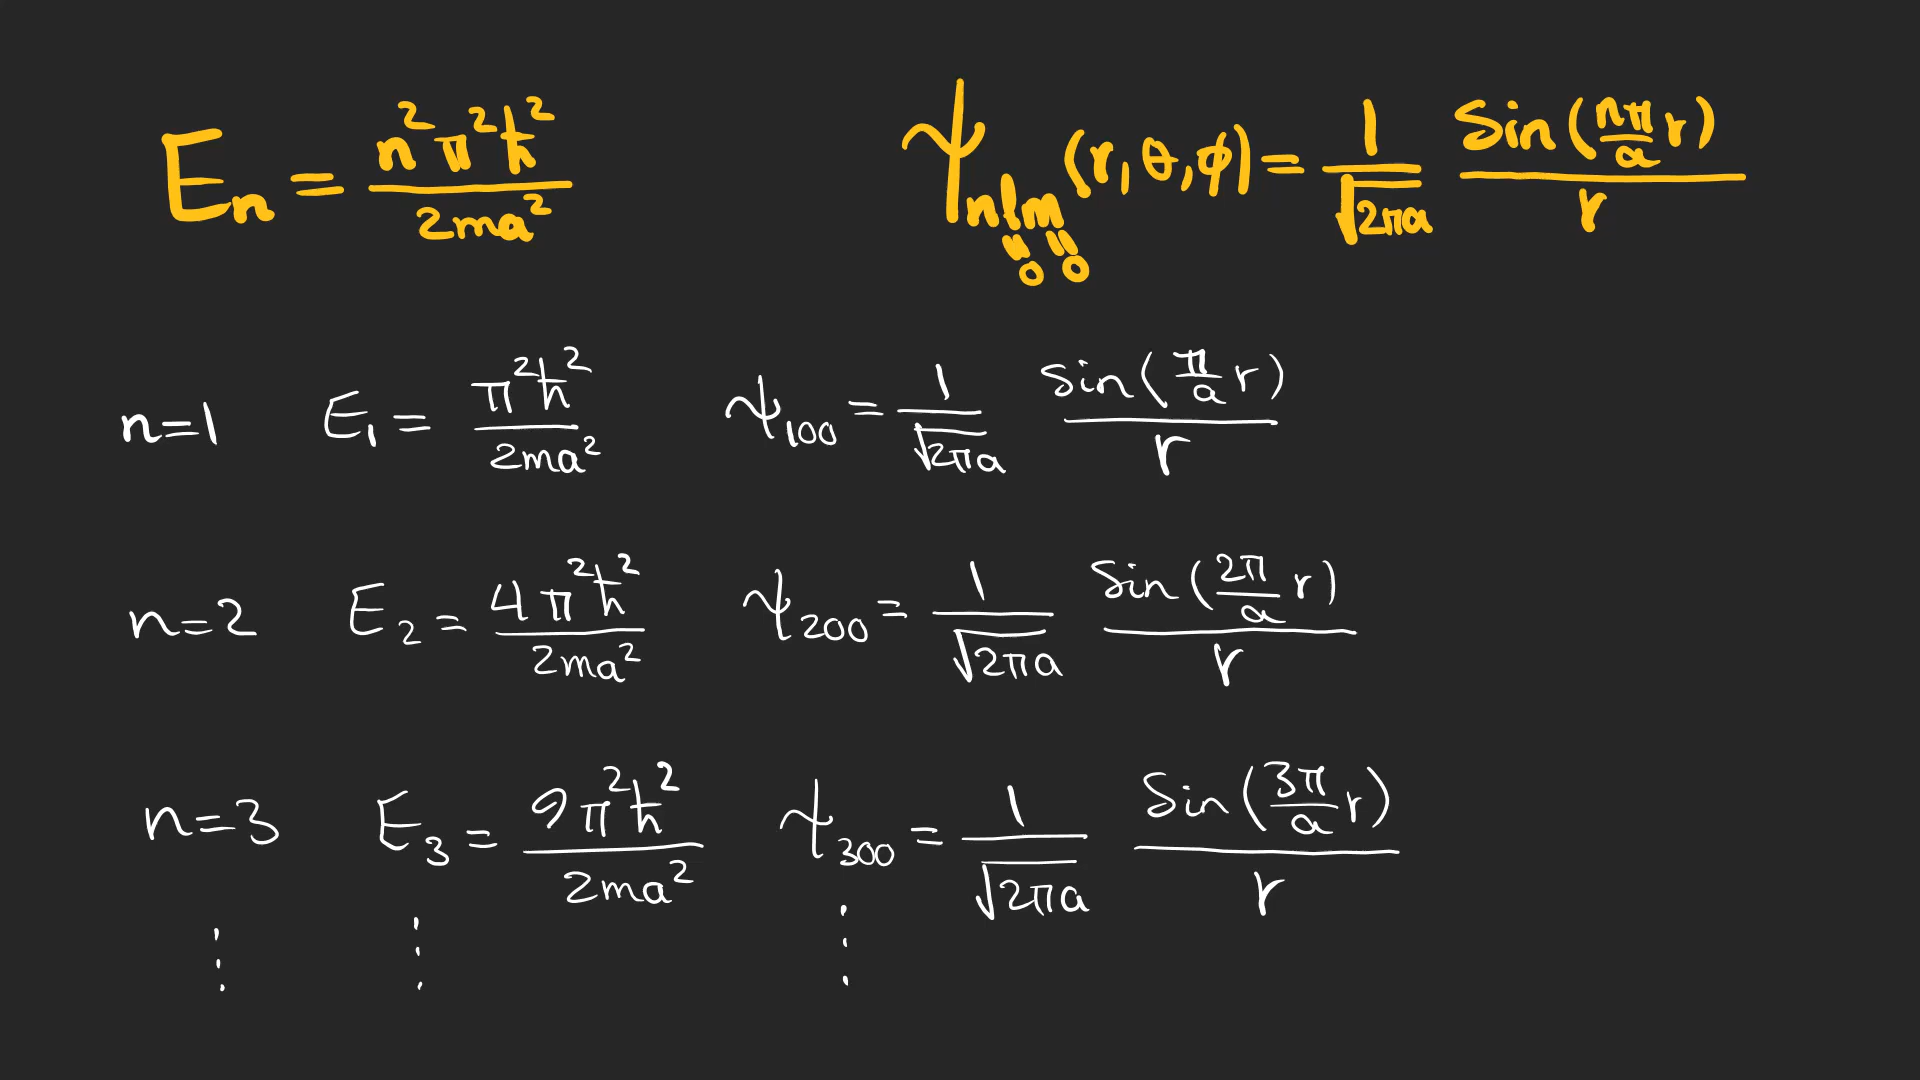 Eₙ = n²π²ħ² / 2ma²    ψₙₗₘ(r,θ,φ) = 1/√(2πa) sin(nπ/a r) / r
" "
0 0
n=1    E₁ = π²ħ² / 2ma²    ψ₁₀₀ = 1/√(2πa) sin(π/a r) / r
n=2    E₂ = 4π²ħ² / 2ma²    ψ₂₀₀ = 1/√(2πa) sin(2π/a r) / r
n=3    E₃ = 9π²ħ² / 2ma²    ψ₃₀₀ = 1/√(2πa) sin(3π/a r) / r
⋮    ⋮    ⋮